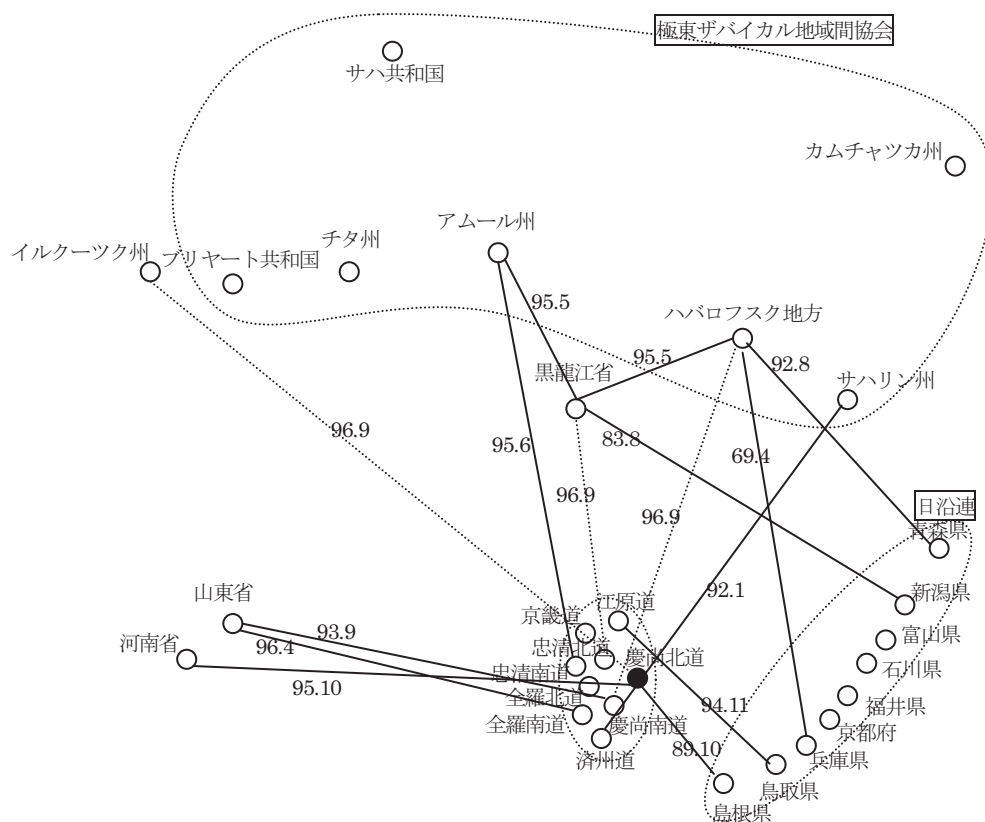 極東ザバイカル地域間協会
サハ共和国
カムチャツカ州
アムール州
チタ州
イルクーツク州
ブリヤート共和国
95.5
ハバロフスク地方
95.5
92.8
黒龍江省
サハリン州
96.9
95.6
83.8
69.4
96.9
96.9
日沿連
青森県
92.1
新潟県
山東省
江原道
京畿道
93.9
富山県
河南省
96.4
忠清北道
慶尚北道
石川県
忠清南道
95.10
全羅北道
94.11
福井県
全羅南道
慶尚南道
京都府
89.10
済州道
兵庫県
鳥取県
島根県